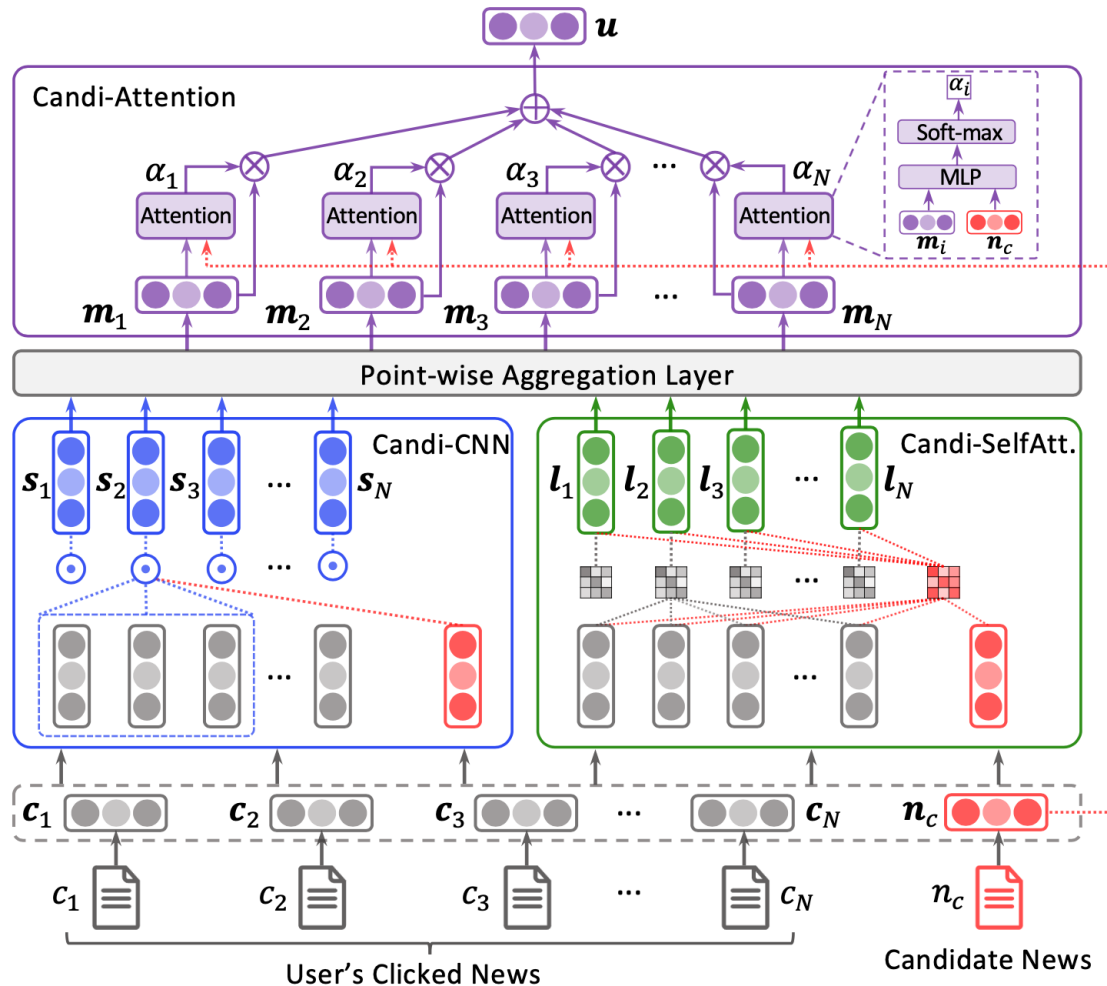 u
Candi-Attention
α_i
Soft-max
MLP
m_i n_c
α_1 α_2 α_3 ... α_N
Attention Attention Attention Attention
m_1 m_2 m_3 ... m_N
Point-wise Aggregation Layer
Candi-CNN Candi-SelfAtt.
s_1 s_2 s_3 ... s_N l_1 l_2 l_3 ... l_N
... ...
... ...
c_1 c_2 c_3 ... c_N n_c
c_1 c_2 c_3 ... c_N n_c
User's Clicked News Candidate News